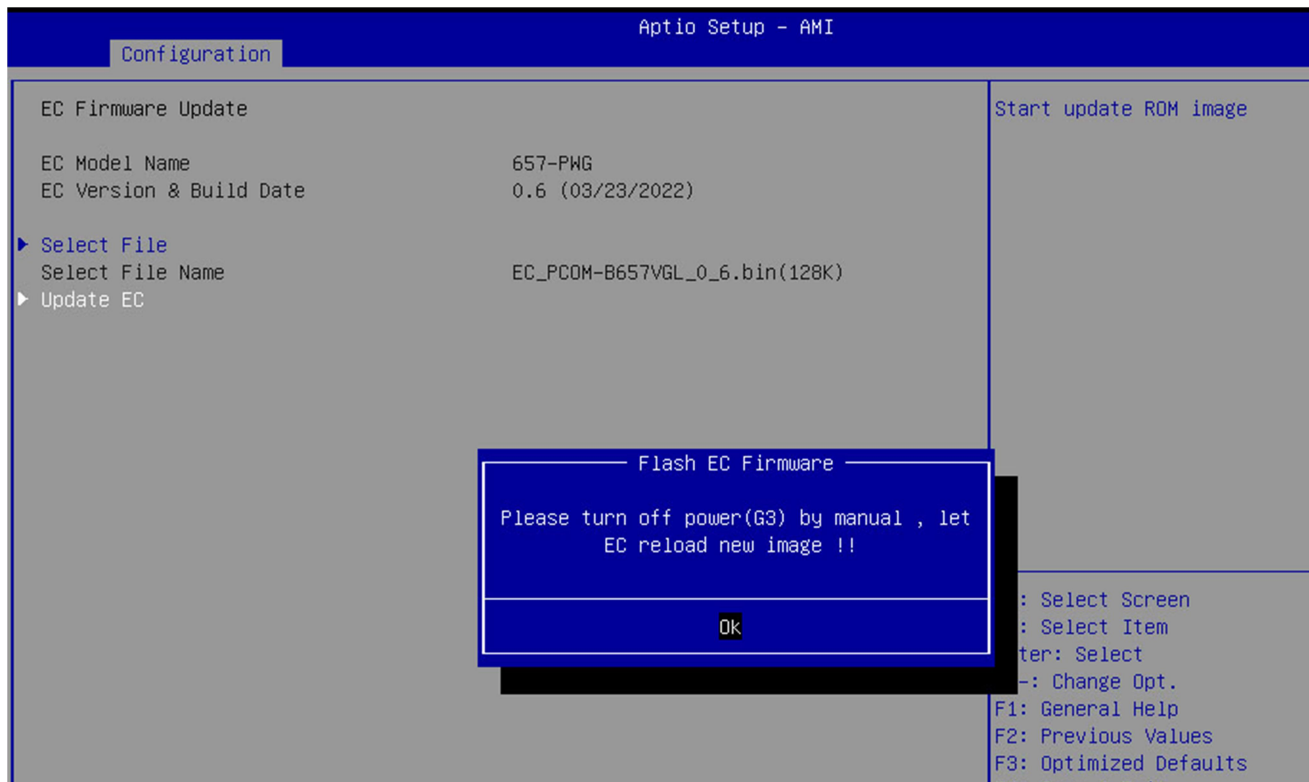 Aptio Setup – AMI
Configuration
EC Firmware Update
EC Model Name 657-PWG
EC Version & Build Date 0.6 (03/23/2022)
Select File
Select File Name EC_PCOM-B657VGL_0_6.bin(128K)
Update EC
Start update ROM image
Flash EC Firmware
Please turn off power(G3) by manual , let
EC reload new image !!
Ok
: Select Screen
: Select Item
ter: Select
-: Change Opt.
F1: General Help
F2: Previous Values
F3: Optimized Defaults